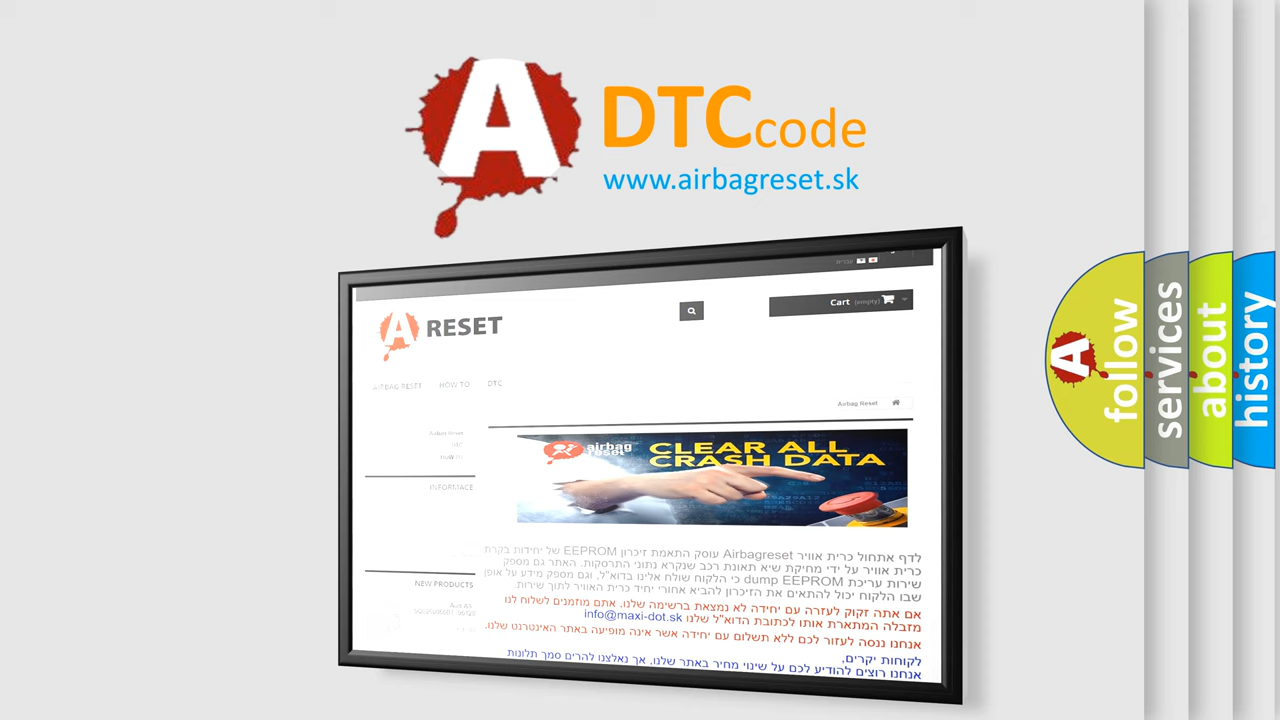 A DTC code
www.airbagreset.sk
Cart (empty)
A RESET
AIRBAG RESET HOW TO DTC
Airbag Reset
Airbag Reset
airbag
reset
CLEAR ALL
CRASH DATA
INFORMACE
NEW PRODUCTS
לדף אתחול כרית אוויר Airbagreset עוסק התאמת זיכרון EEPROM של יחידות בקרת
כרית אוויר על ידי מחיקת שיא תאונת רכב שנקרא נתוני התרסקות. האתר גם מספק
שירות עריכת dump EEPROM כי הלקוח שולח אלינו בדוא"ל, וגם מספק מידע על אופן
שבו הלקוח יכול להתאים את הזיכרון להביא אחורי יחיד כרית האוויר לתוך שירות.
אם אתה זקוק לעזרה עם יחידה לא נמצאת ברשימה שלנו, אתם מוזמנים לשלוח לנו
מזבלה המתארת אותו לכתובת הדוא"ל שלנו info@maxi-dot.sk
אנחנו ננסה לעזור לכם ללא תשלום עם יחידה אשר אינה מופיעה באתר האינטרנט שלנו.
לקוחות יקרים,
אנחנו רוצים להודיע לכם על שינוי מחיר באתר שלנו, אך נאלצנו להרים סמך תלונות
A follow
services
about
history